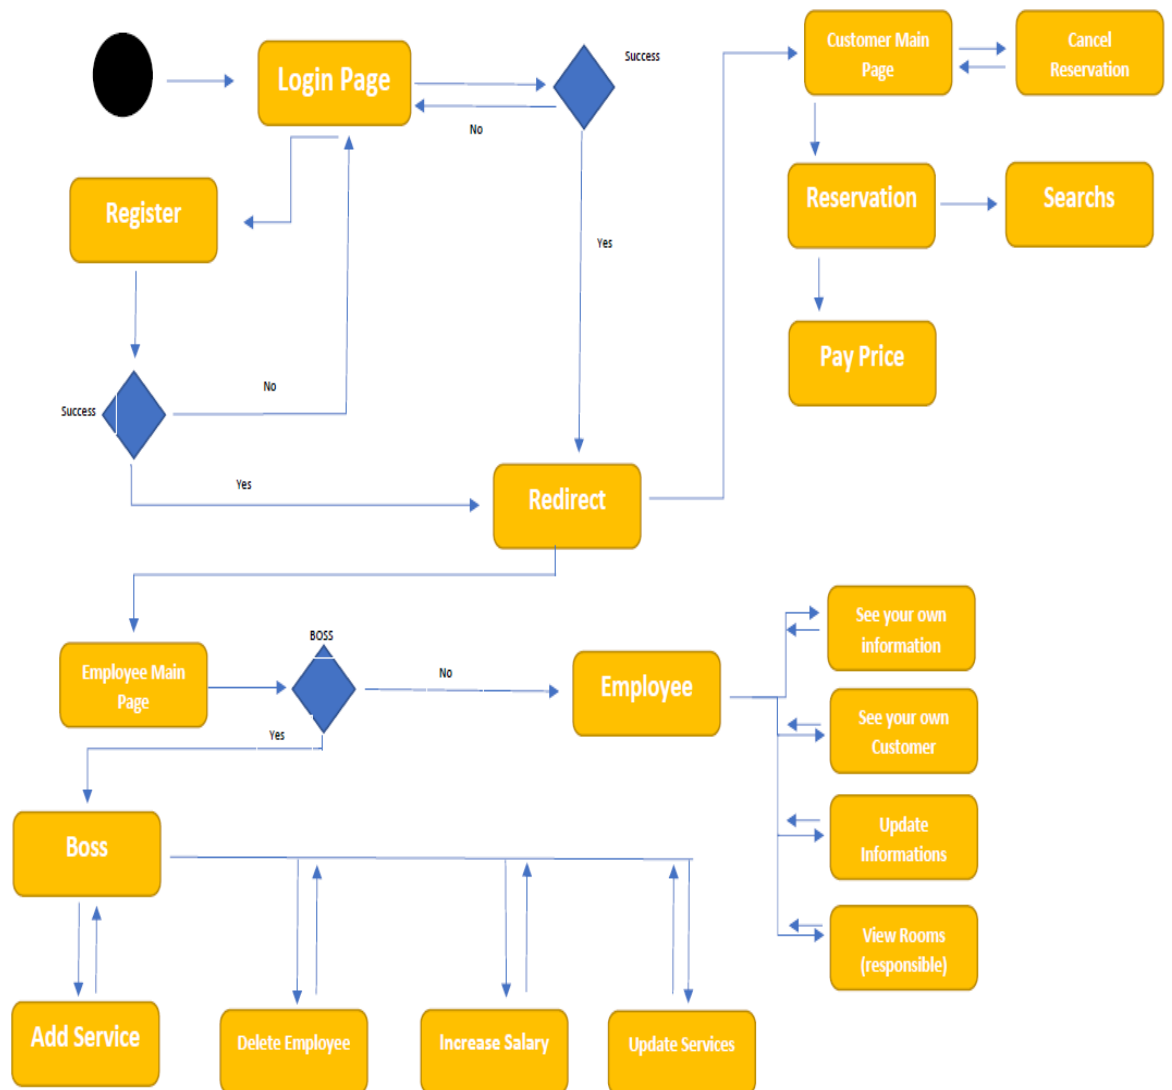 Login Page
Success
No
Customer Main
Page
Cancel
Reservation
Register
Yes
Reservation
Searchs
Success
No
Pay Price
Yes
Redirect
Employee Main
Page
BOSS
No
Employee
Yes
See your own
information
See your own
Customer
Update
Informations
View Rooms
(responsible)
Boss
Add Service
Delete Employee
Increase Salary
Update Services